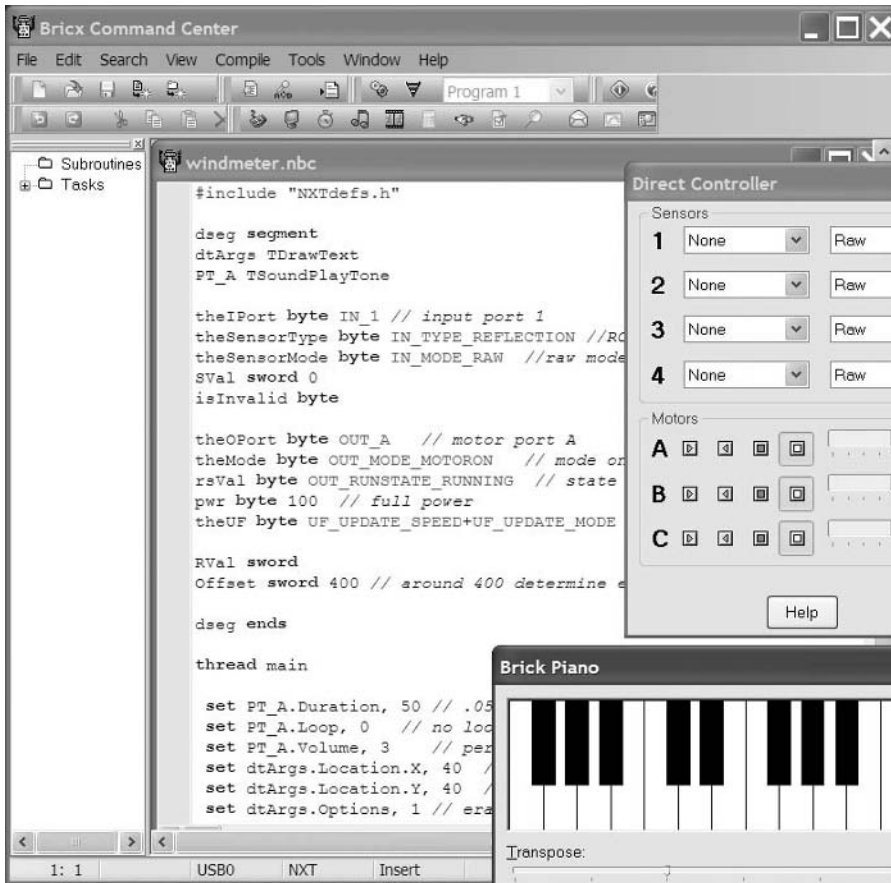 Bricx Command Center
File Edit Search View Compile Tools Window Help
Program 1
Subroutines
Tasks
windmeter.nbc
#include "NXTdefs.h"
dseg segment
dtArgs TDrawText
PT_A TSoundPlayTone
theIPort byte IN_1 // input port 1
theSensorType byte IN_TYPE_REFLECTION //RC
theSensorMode byte IN_MODE_RAW //raw mode
SVal sword 0
isInvalid byte
theOPort byte OUT_A // motor port A
theMode byte OUT_MODE_MOTORON // mode on
rsVal byte OUT_RUNSTATE_RUNNING // state
pwr byte 100 // full power
theUF byte UF_UPDATE_SPEED+UF_UPDATE_MODE
RVal sword
Offset sword 400 // around 400 determine e
dseg ends
thread main
set PT_A.Duration, 50 // .05
set PT_A.Loop, 0 // no loo
set PT_A.Volume, 3 // per
set dtArgs.Location.X, 40 /
set dtArgs.Location.Y, 40 /
set dtArgs.Options, 1 // era
Direct Controller
Sensors
1 None Raw
2 None Raw
3 None Raw
4 None Raw
Motors
A
B
C
Help
Brick Piano
Transpose:
1: 1 USB0 NXT Insert